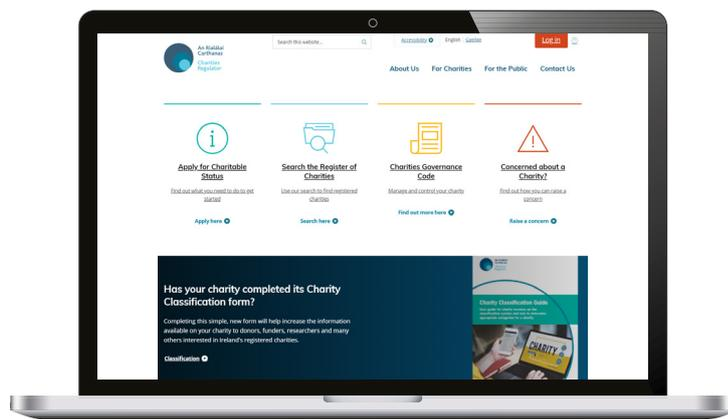 An Rialálaí
Carthanas
Charities
Regulator
Search this website...
Accessibility
English Gaeilge
Log in
About Us For Charities For the Public Contact Us
Apply for Charitable
Status
Find out what you need to do to get
started
Apply here
Search the Register of
Charities
Use our search to find registered
charities
Search here
Charities Governance
Code
Manage and control your charity
Find out more here
Concerned about a
Charity?
Find out how you can raise a
concern
Raise a concern
Has your charity completed its Charity
Classification form?
Completing this simple, new form will help increase the information
available on your charity to donors, funders, researchers and many
others interested in Ireland's registered charities.
Classification
Charity Classification Guide
CHARITY